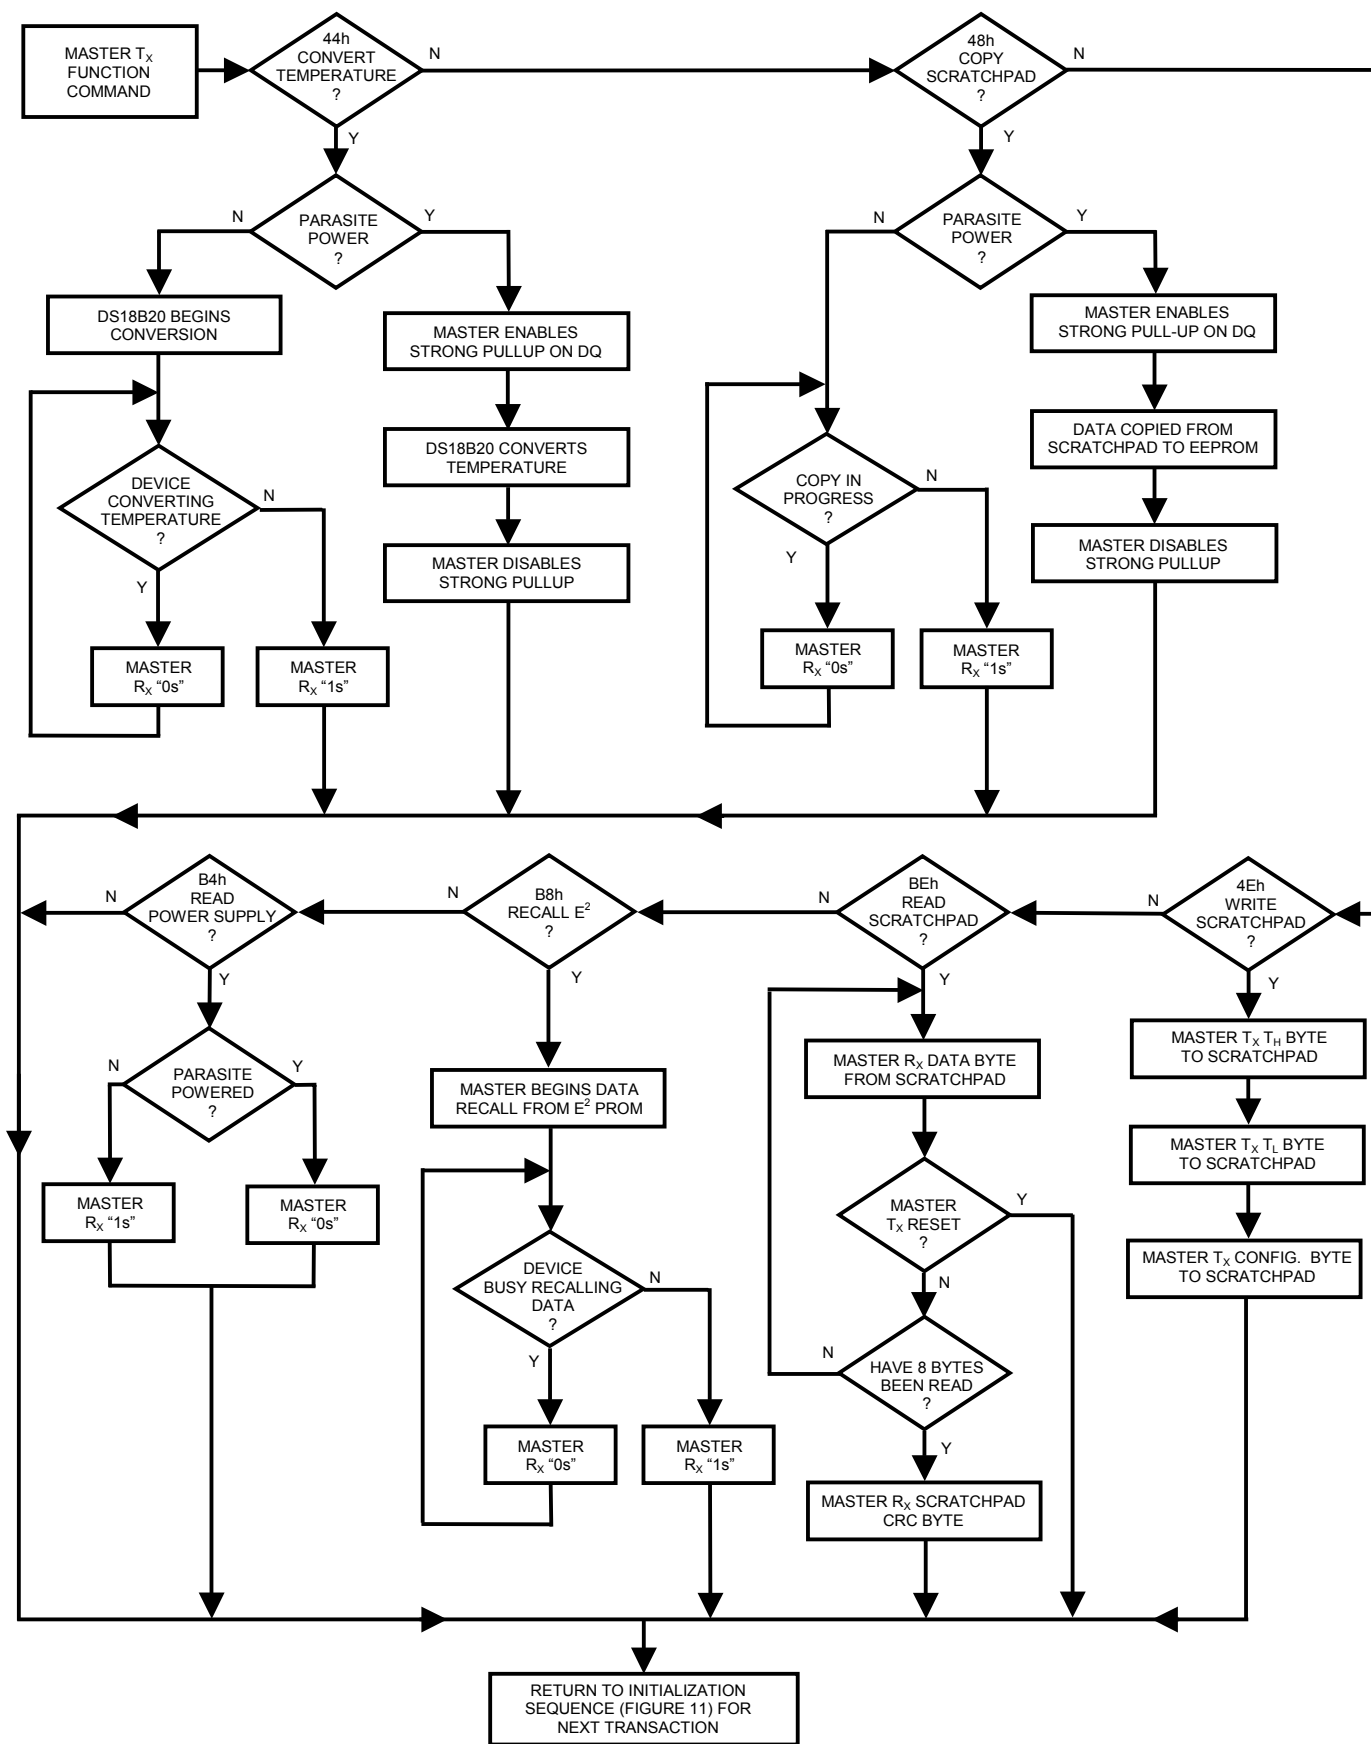 MASTER TX
FUNCTION
COMMAND
44h
CONVERT
TEMPERATURE
?
N
Y
48h
COPY
SCRATCHPAD
?
N
Y
PARASITE
POWER
?
N
Y
PARASITE
POWER
?
N
Y
DS18B20 BEGINS
CONVERSION
MASTER ENABLES
STRONG PULLUP ON DQ
MASTER ENABLES
STRONG PULL-UP ON DQ
DS18B20 CONVERTS
TEMPERATURE
DATA COPIED FROM
SCRATCHPAD TO EEPROM
DEVICE
CONVERTING
TEMPERATURE
?
N
Y
COPY IN
PROGRESS
?
N
Y
MASTER DISABLES
STRONG PULLUP
MASTER DISABLES
STRONG PULLUP
MASTER
RX “0s”
MASTER
RX “1s”
MASTER
RX “0s”
MASTER
RX “1s”
B4h
READ
POWER SUPPLY
?
N
Y
B8h
RECALL E2
?
N
Y
BEh
READ
SCRATCHPAD
?
N
Y
4Eh
WRITE
SCRATCHPAD
?
N
Y
PARASITE
POWERED
?
N
Y
MASTER
RX “1s”
MASTER
RX “0s”
MASTER BEGINS DATA
RECALL FROM E2 PROM
DEVICE
BUSY RECALLING
DATA
?
N
Y
MASTER
RX “0s”
MASTER
RX “1s”
MASTER RX DATA BYTE
FROM SCRATCHPAD
MASTER
TX RESET
?
Y
N
HAVE 8 BYTES
BEEN READ
?
N
Y
MASTER RX SCRATCHPAD
CRC BYTE
MASTER TX TH BYTE
TO SCRATCHPAD
MASTER TX TL BYTE
TO SCRATCHPAD
MASTER TX CONFIG. BYTE
TO SCRATCHPAD
RETURN TO INITIALIZATION
SEQUENCE (FIGURE 11) FOR
NEXT TRANSACTION